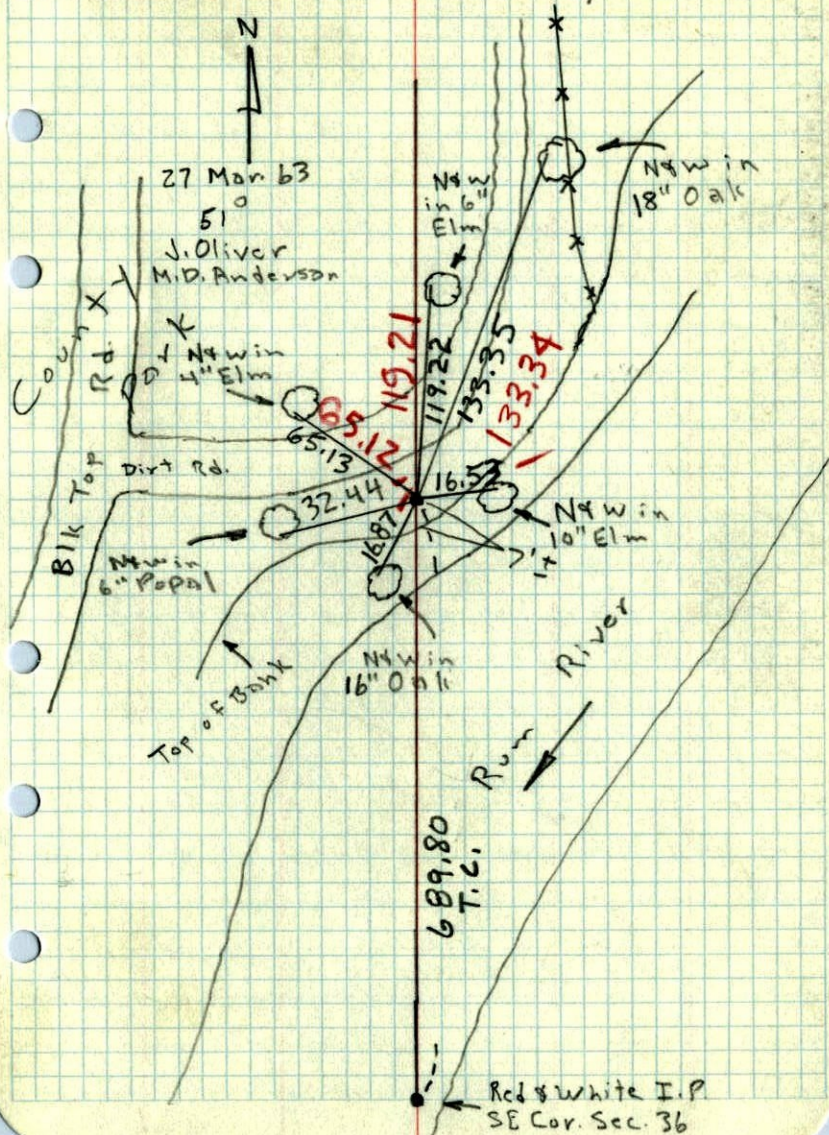 N
27 Mar. 63
51°
J. Oliver
M.D. Anderson
N&W
in 6"
Elm
N&W in
18" Oak
County
Rd.
Blk Top
N&W in
4" Elm
119.21
119.22
133.35
133.34
65.12
65.13
Dirt Rd.
32.44
16.53
16.87
N&W in
6" Popal
N&W in
10" Elm
1'±
N&W in
16" Oak
Top of Bank
Rum River
689.80
T.C.
Red & White I.P.
SE Cor. Sec. 36